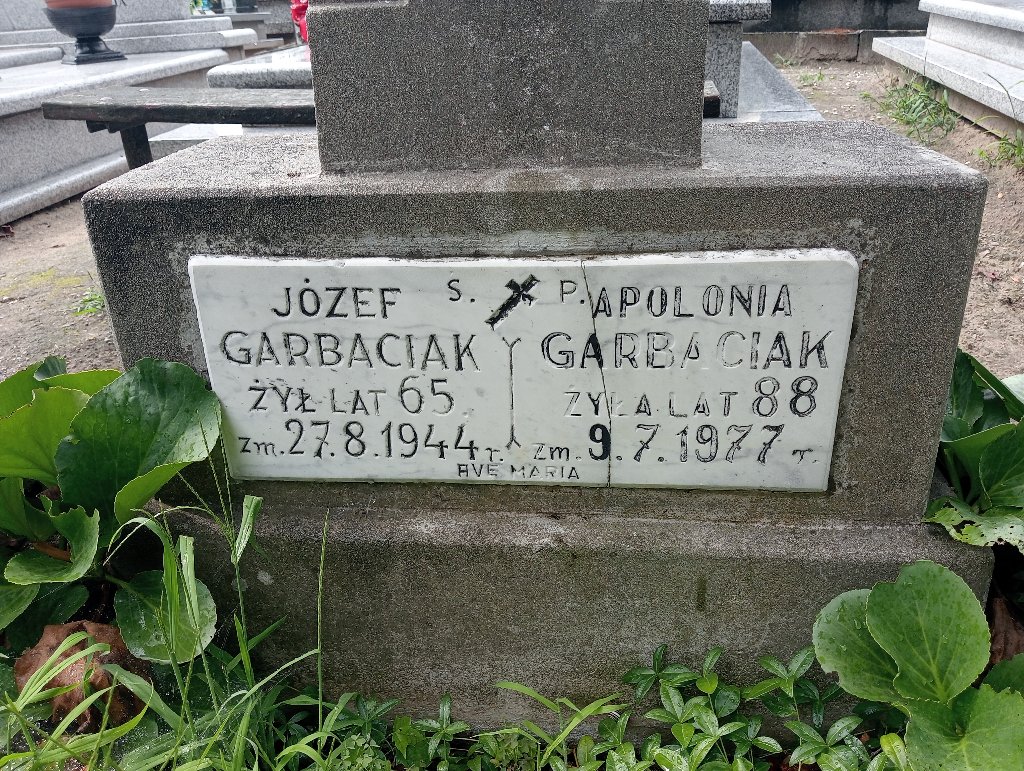 S. P.
JÓZEF
GARBACIAK
ŻYŁ LAT 65
zm. 27.8.1944 r.
APOLONIA
GARBACIAK
ŻYŁA LAT 88
zm. 9.7.1977 r.
AVE MARIA